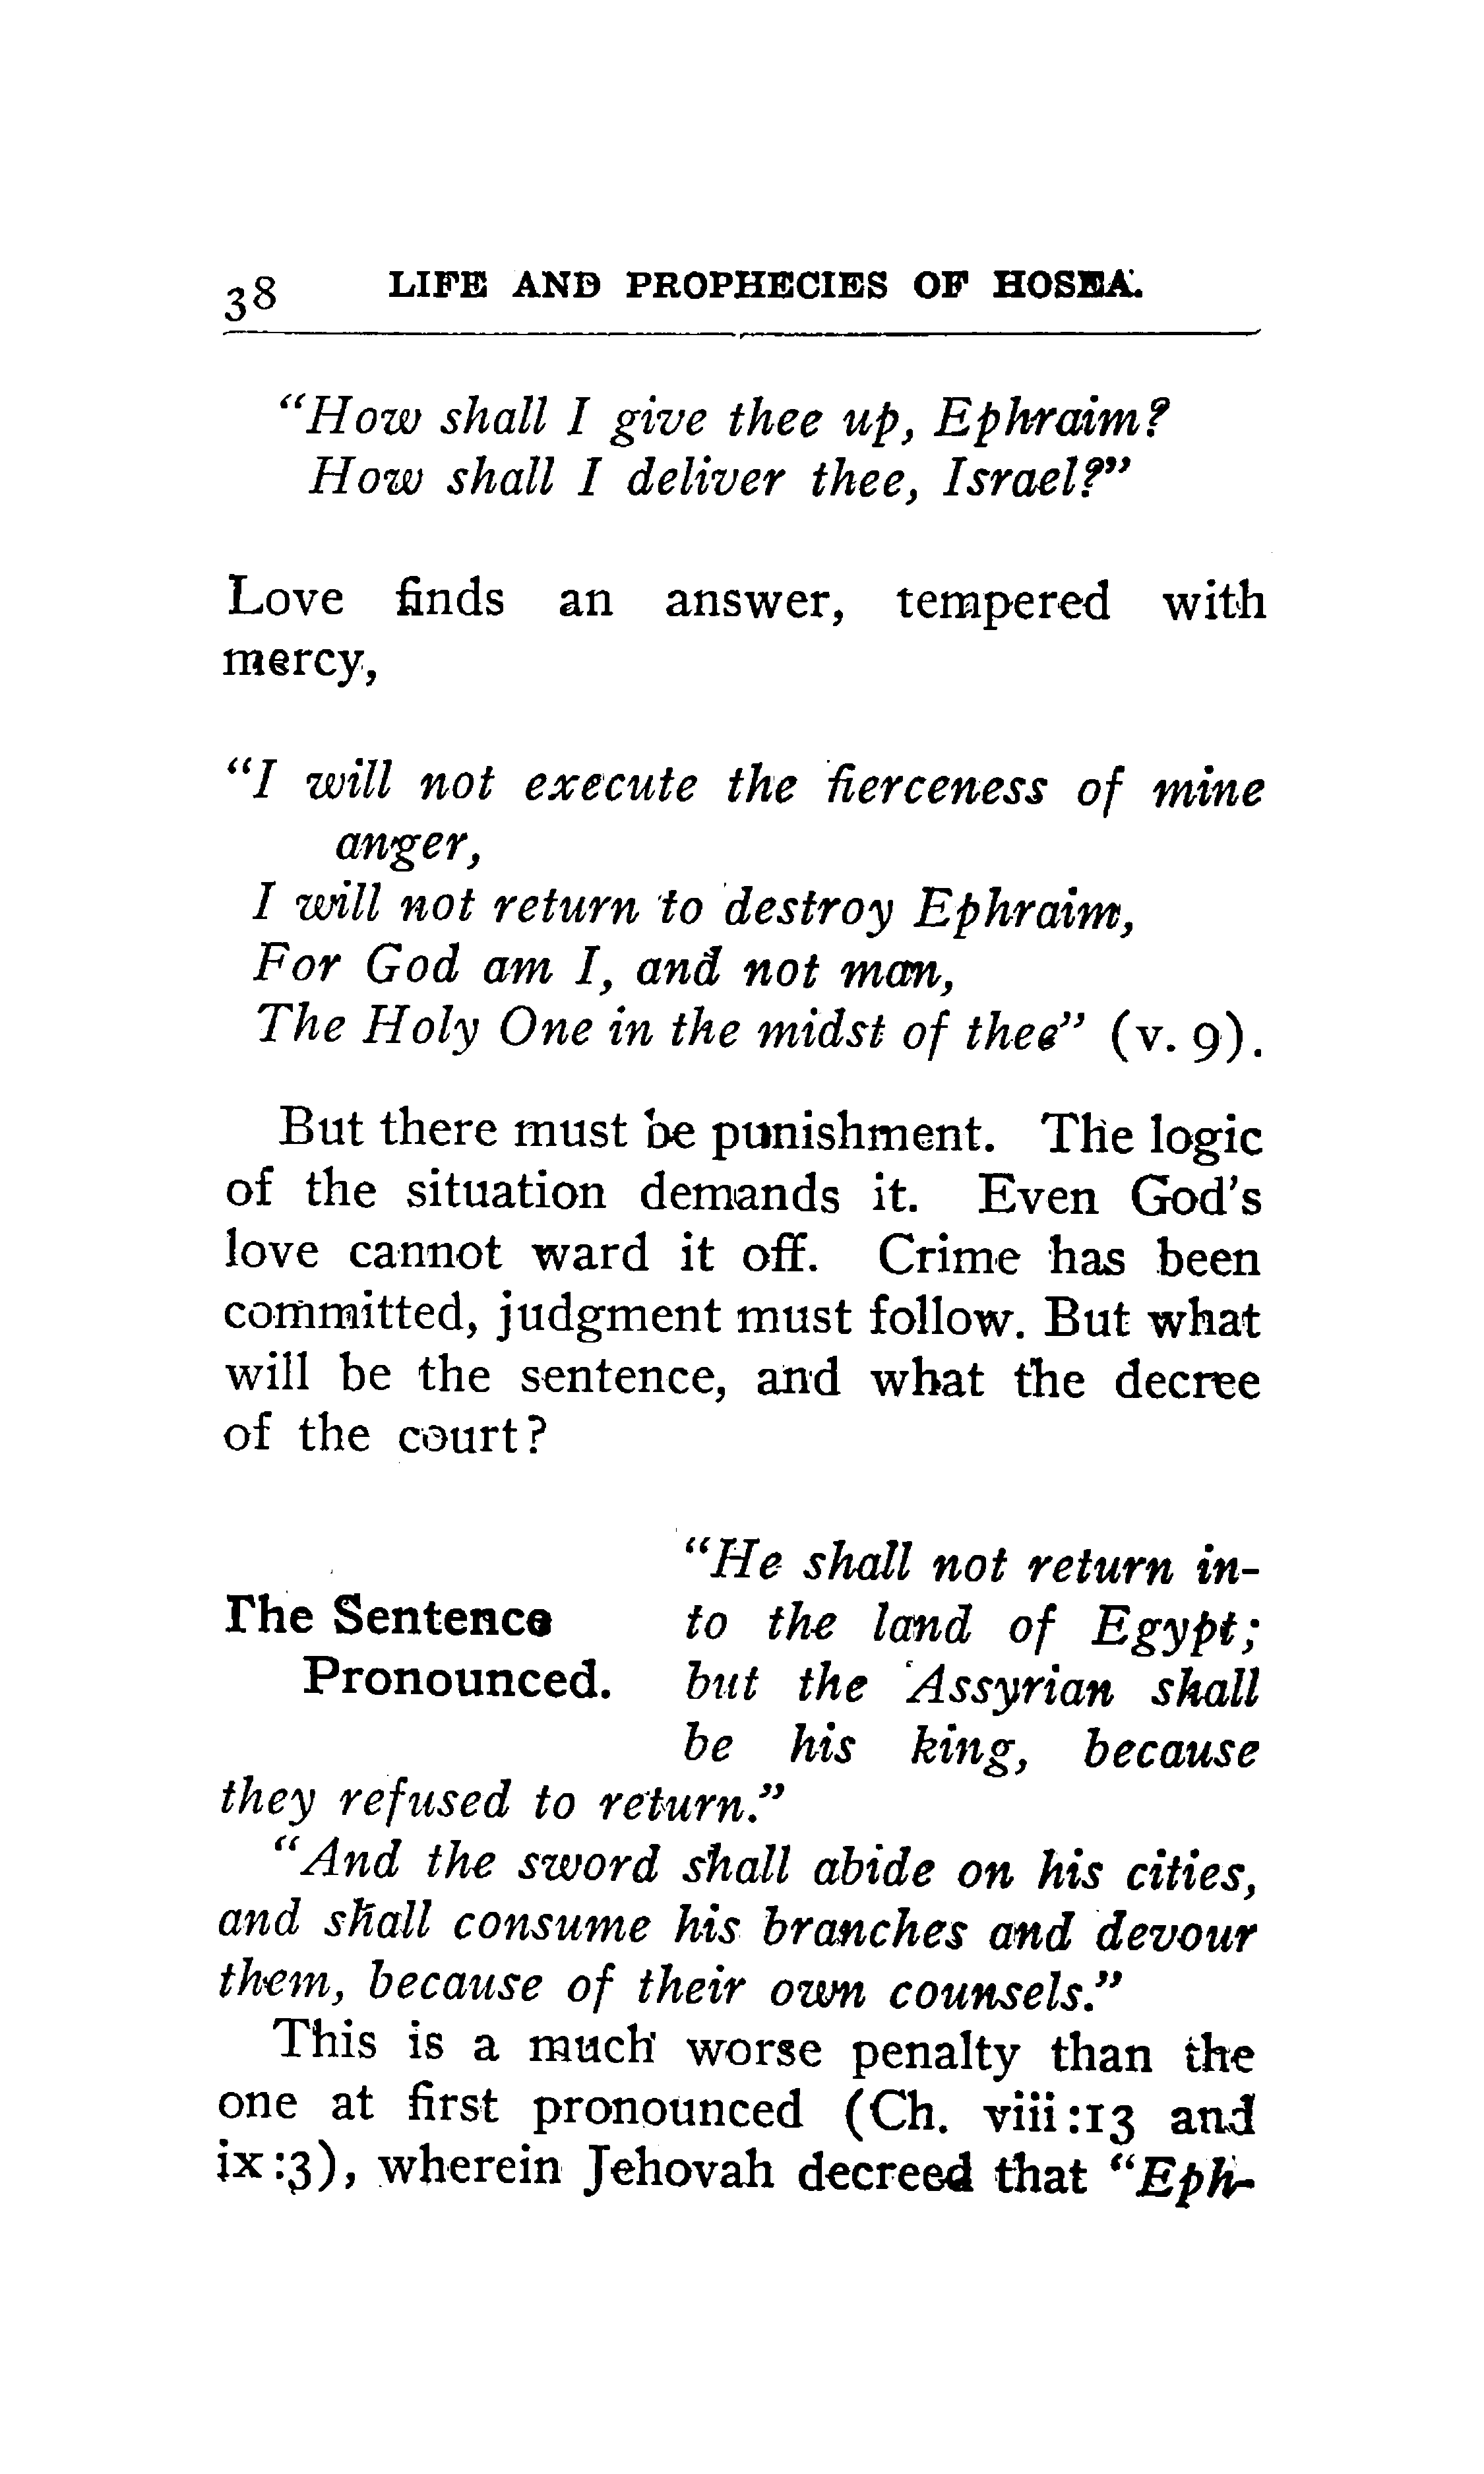 38 LIFE AND PROPHECIES OF HOSEA.
"How shall I give thee up, Ephraim?
How shall I deliver thee, Israel?"
Love finds an answer, tempered with
mercy,
"I will not execute the fierceness of mine
anger,
I will not return to destroy Ephraim,
For God am I, and not man,
The Holy One in the midst of thee" (v. 9).
But there must be punishment. The logic
of the situation demands it. Even God's
love cannot ward it off. Crime has been
committed, judgment must follow. But what
will be the sentence, and what the decree
of the court?
The Sentence
Pronounced.
"He shall not return in-
to the land of Egypt;
but the Assyrian shall
be his king, because
they refused to return."
"And the sword shall abide on his cities,
and shall consume his branches and devour
them, because of their own counsels."
This is a much worse penalty than the
one at first pronounced (Ch. viii:13 and
ix:3), wherein Jehovah decreed that "Eph-